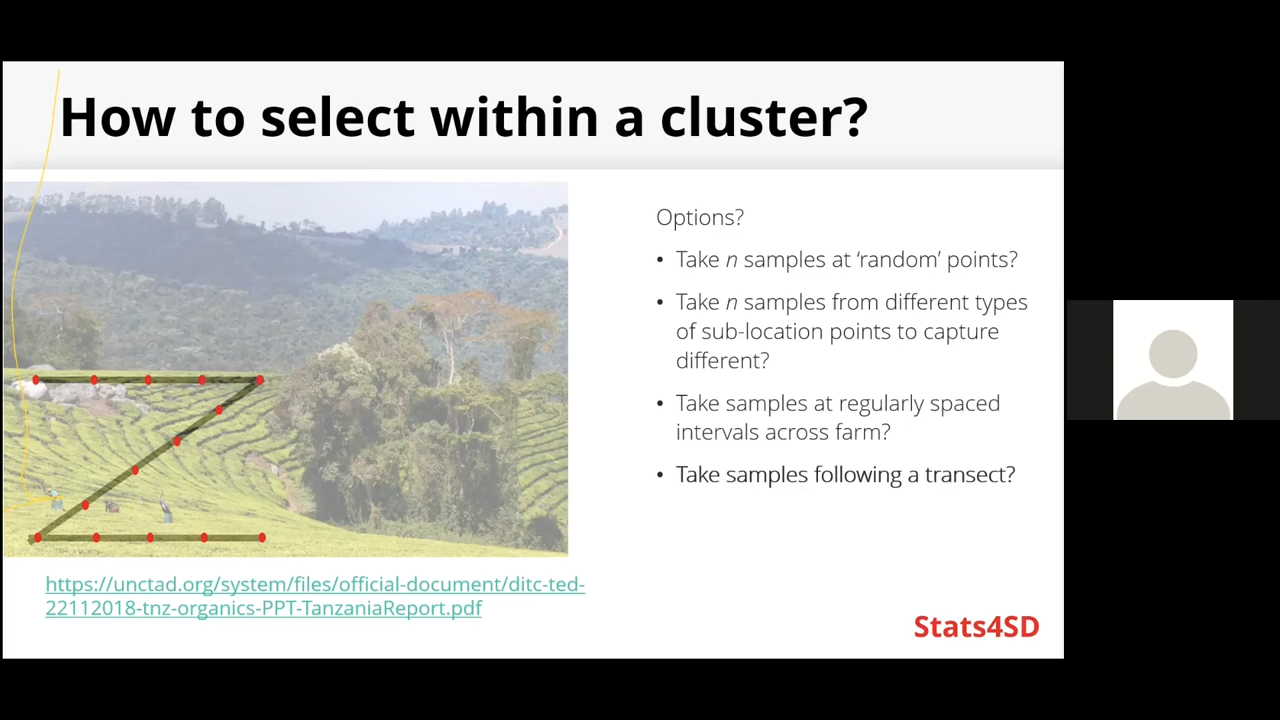 How to select within a cluster?
Options?
• Take n samples at ‘random’ points?
• Take n samples from different types
of sub-location points to capture
different?
• Take samples at regularly spaced
intervals across farm?
• Take samples following a transect?
https://unctad.org/system/files/official-document/ditc-ted-
22112018-tnz-organics-PPT-TanzaniaReport.pdf
Stats4SD